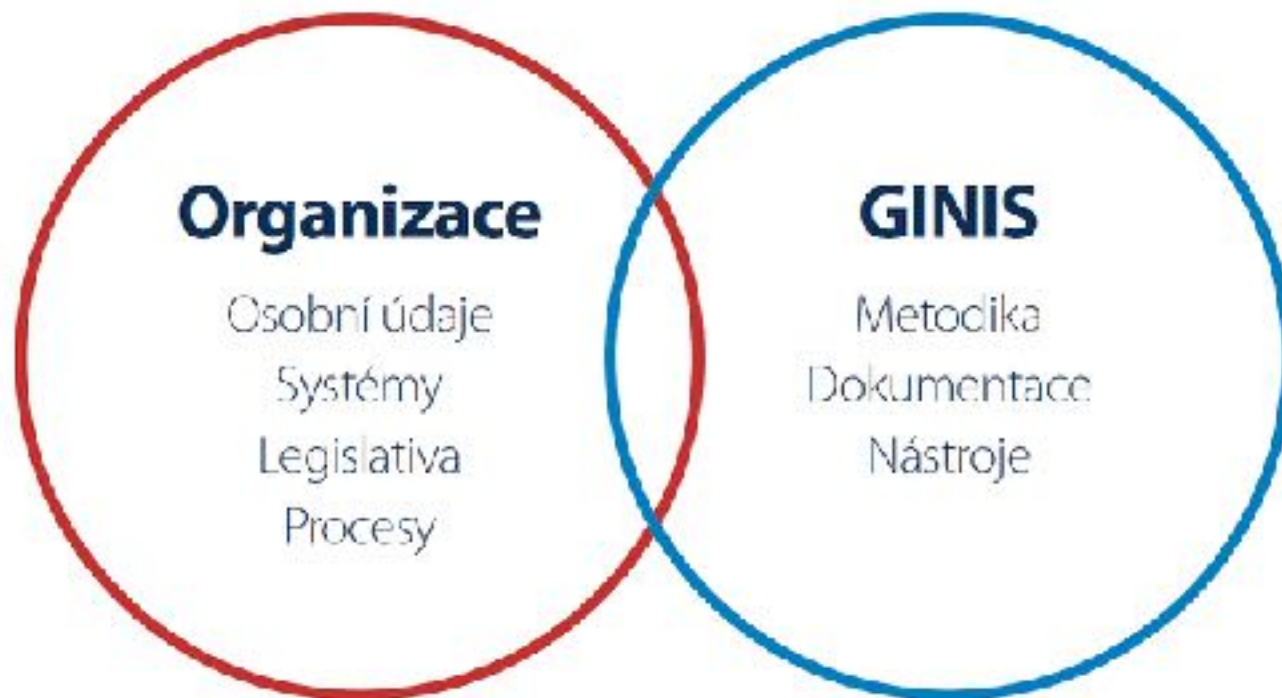 Organizace
Osobní údaje
Systémy
Legislativa
Procesy
GINIS
Metodika
Dokumentace
Nástroje